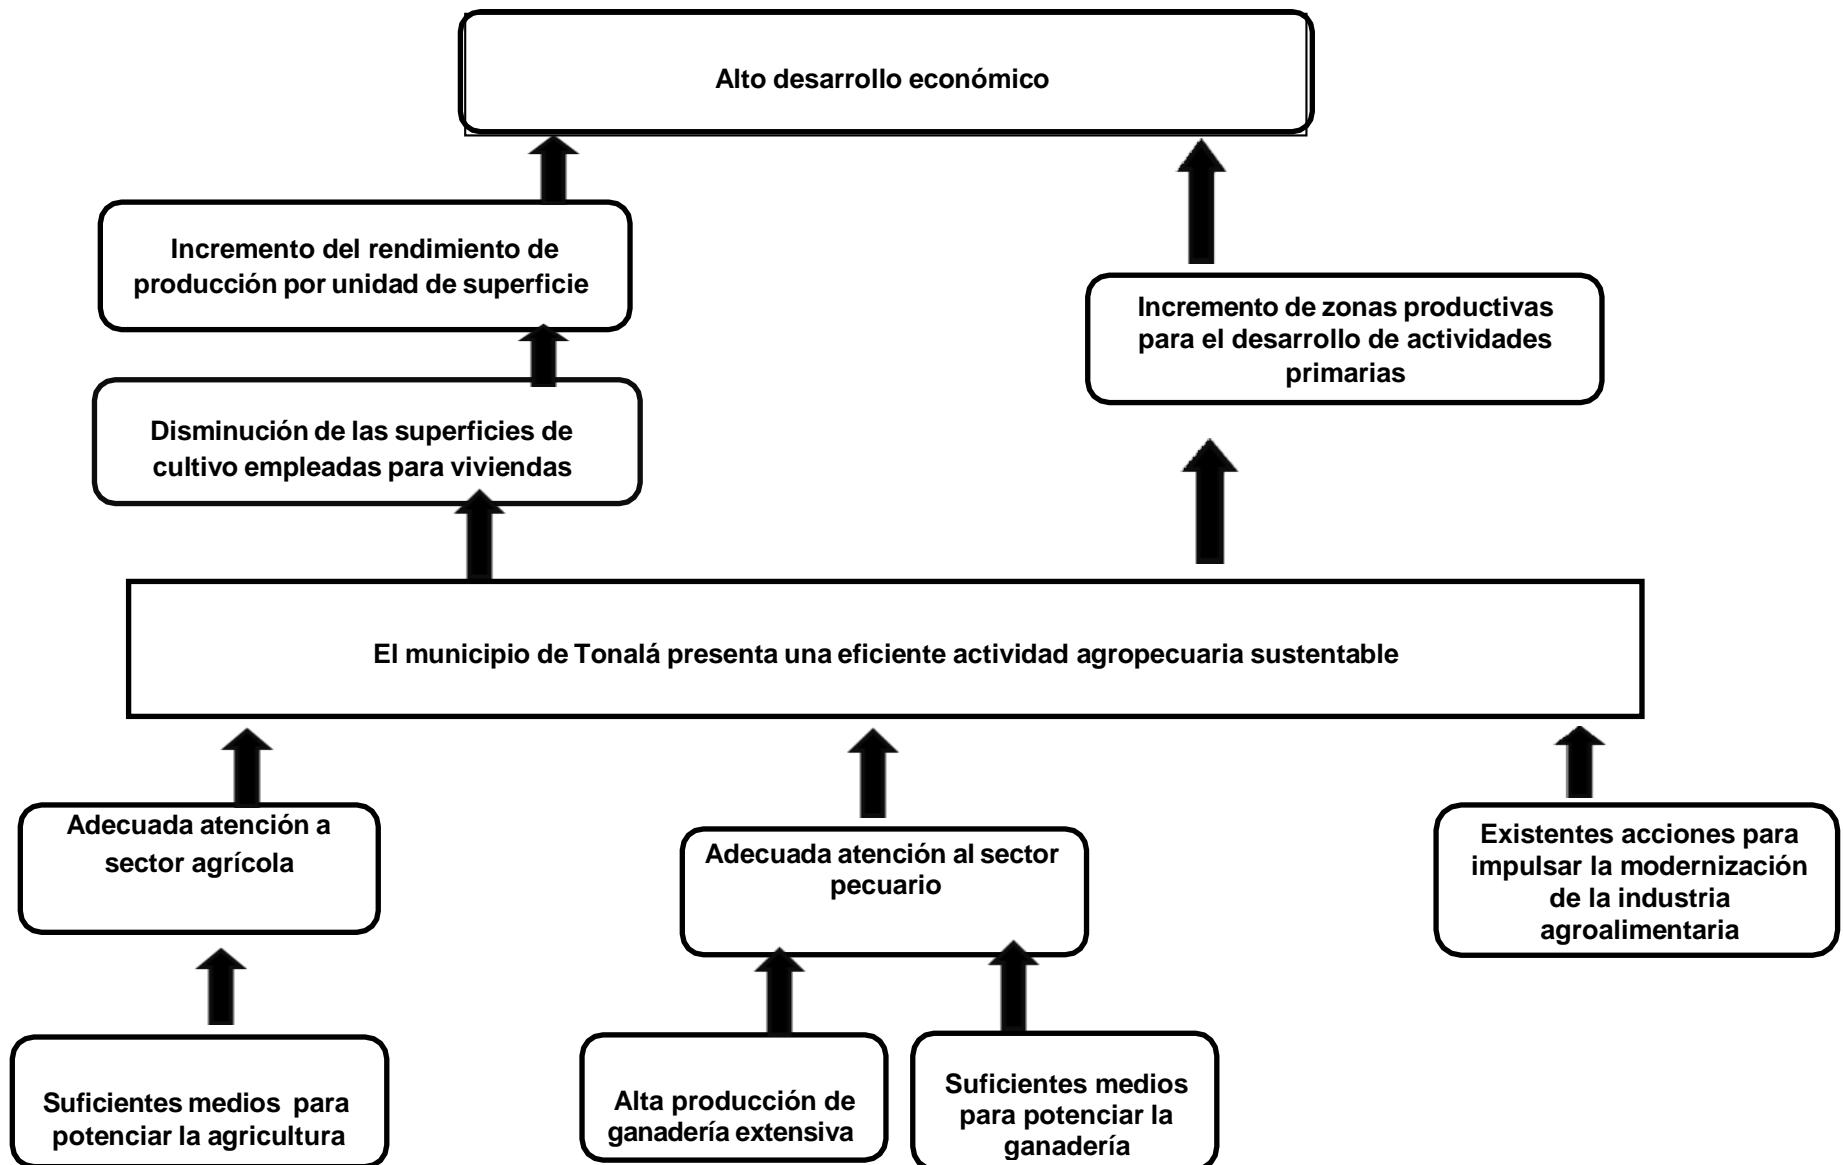 Alto desarrollo económico
Incremento del rendimiento de
producción por unidad de superficie
Incremento de zonas productivas
para el desarrollo de actividades
primarias
Disminución de las superficies de
cultivo empleadas para viviendas
El municipio de Tonalá presenta una eficiente actividad agropecuaria sustentable
Adecuada atención a
sector agrícola
Adecuada atención al sector
pecuario
Existentes acciones para
impulsar la modernización
de la industria
agroalimentaria
Suficientes medios para
potenciar la agricultura
Alta producción de
ganadería extensiva
Suficientes medios
para potenciar la
ganadería